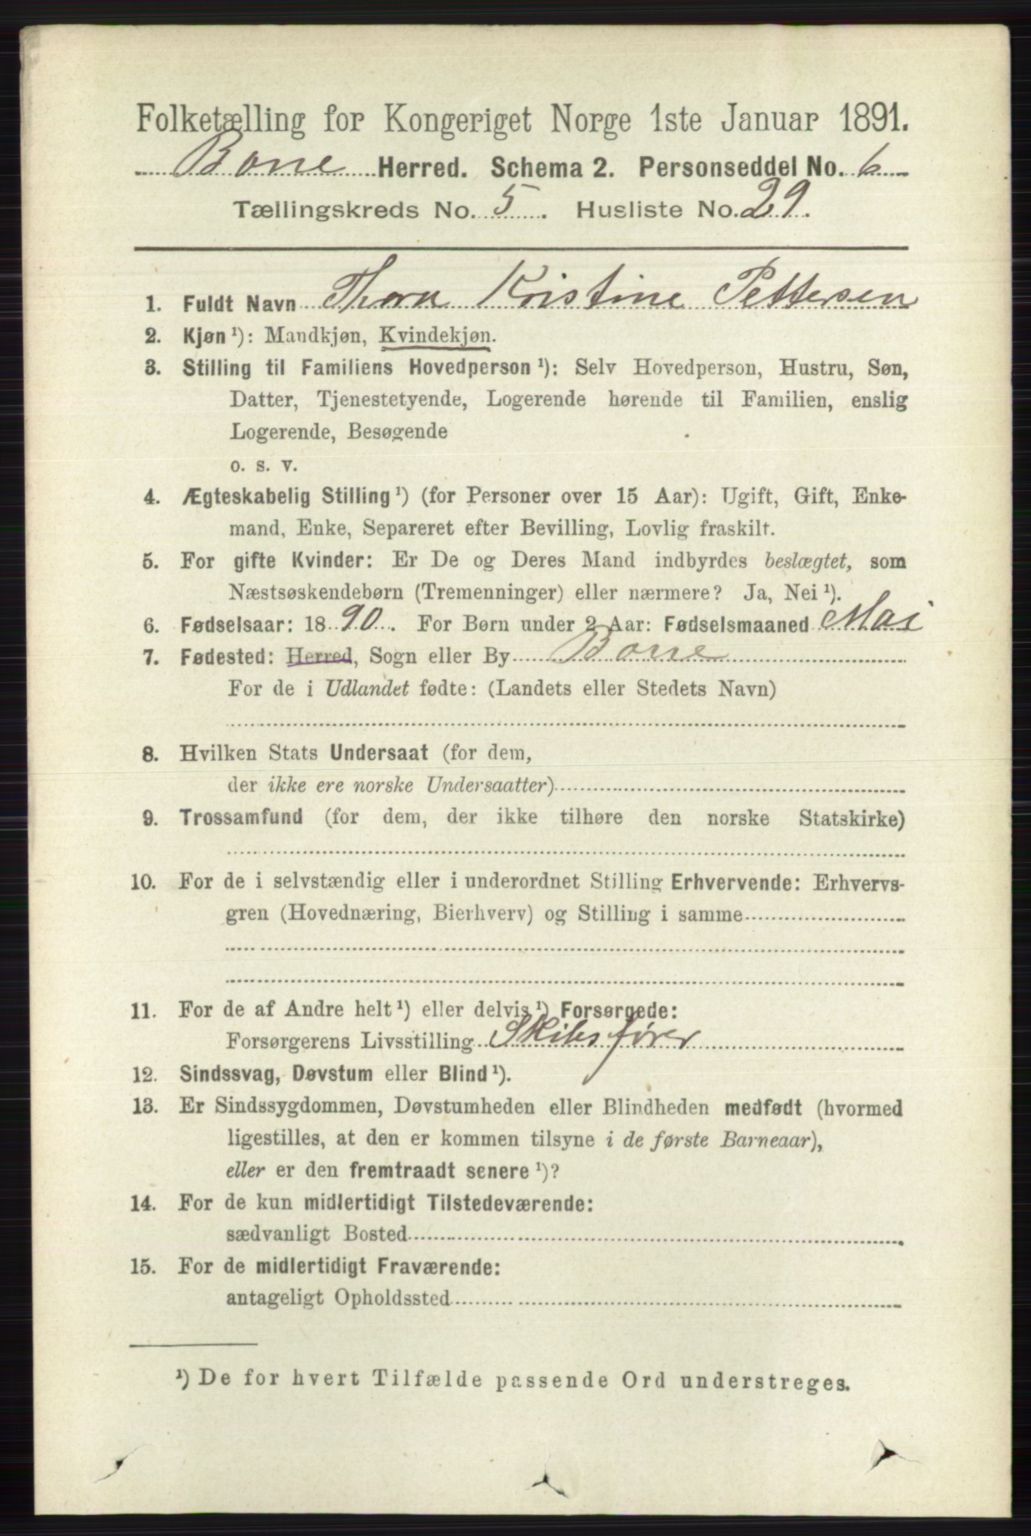 Folketælling for Kongeriget Norge 1ste Januar 1891.
Borre Herred. Schema 2. Personseddel No. 6
Tællingskreds No. 5. Husliste No. 29.
1. Fuldt Navn Thora Kristine Pettersen
2. Kjøn ¹): Mandkjøn, Kvindekjøn.
3. Stilling til Familiens Hovedperson ¹): Selv Hovedperson, Hustru, Søn,
Datter, Tjenestetyende, Logerende hørende til Familien, enslig
Logerende, Besøgende
o. s. v.
4. Ægteskabelig Stilling ¹) (for Personer over 15 Aar): Ugift, Gift, Enke-
mand, Enke, Separeret efter Bevilling, Lovlig fraskilt.
5. For gifte Kvinder: Er De og Deres Mand indbyrdes beslægtet, som
Næstsøskendebørn (Tremenninger) eller nærmere? Ja, Nei ¹).
6. Fødselsaar: 1890. For Børn under 2 Aar: Fødselsmaaned Mai
7. Fødested: Herred, Sogn eller By Borre
For de i Udlandet fødte: (Landets eller Stedets Navn)
8. Hvilken Stats Undersaat (for dem,
der ikke ere norske Undersaatter)
9. Trossamfund (for dem, der ikke tilhøre den norske Statskirke)
10. For de i selvstændig eller i underordnet Stilling Erhvervende: Erhvervs-
gren (Hovednæring, Bierhverv) og Stilling i samme
11. For de af Andre helt ¹) eller delvis ¹) Forsørgede:
Forsørgerens Livsstilling Skibsfører
12. Sindssvag, Døvstum eller Blind ¹).
13. Er Sindssygdommen, Døvstumheden eller Blindheden medfødt (hvormed
ligestilles, at den er kommen tilsyne i de første Barneaar),
eller er den fremtraadt senere ¹)?
14. For de kun midlertidigt Tilstedeværende:
sædvanligt Bosted
15. For de midlertidigt Fraværende:
antageligt Opholdssted
¹) De for hvert Tilfælde passende Ord understreges.